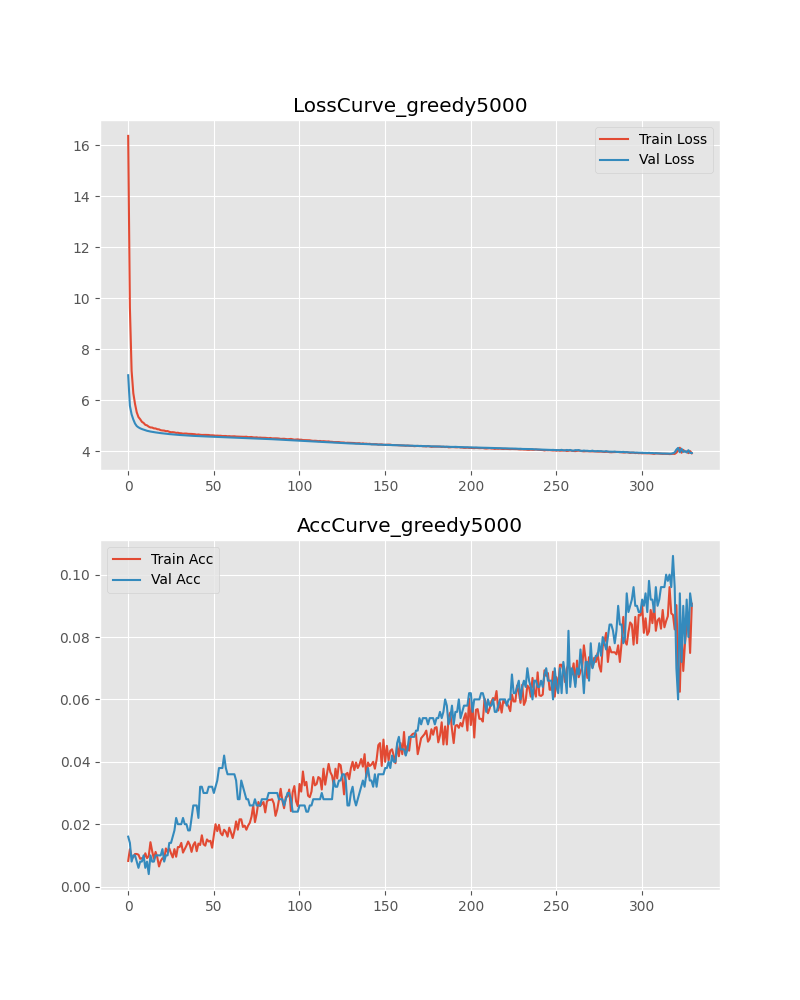 LossCurve_greedy5000
16
14
12
10
8
6
4
Train Loss
Val Loss
0 50 100 150 200 250 300
AccCurve_greedy5000
0.10
0.08
0.06
0.04
0.02
0.00
Train Acc
Val Acc
0 50 100 150 200 250 300